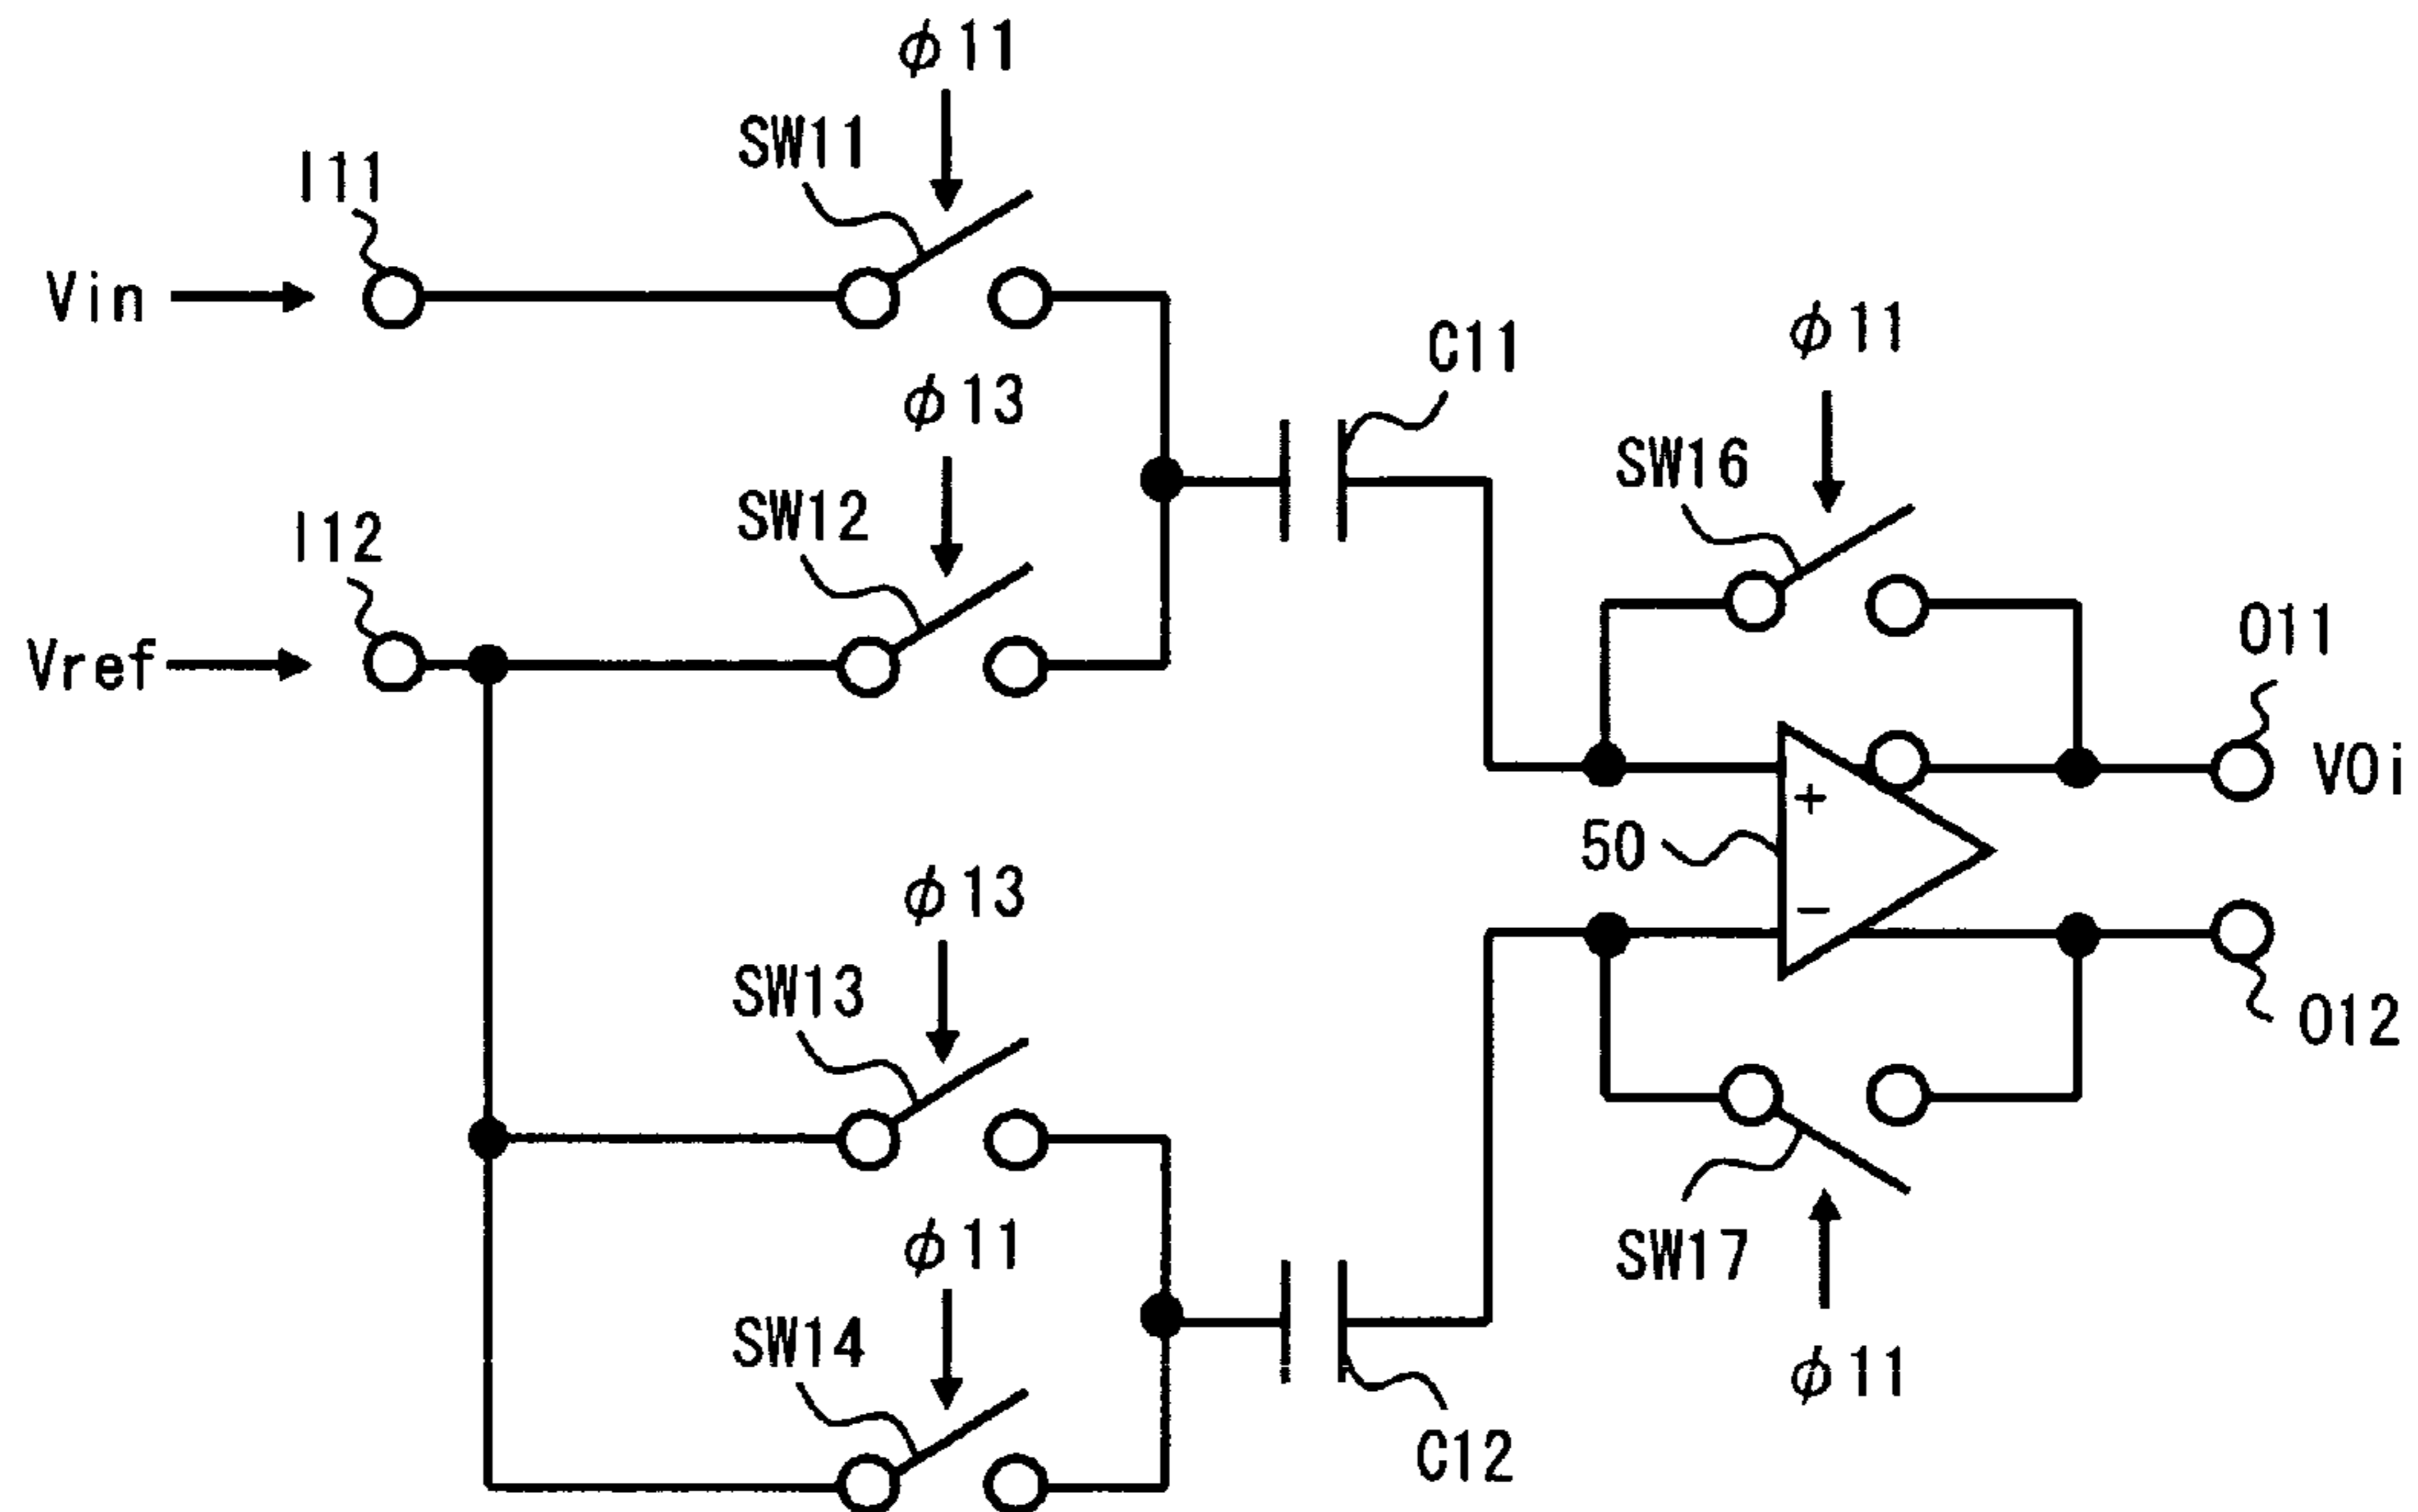 φ11
SW11
I11
Vin
φ13
C11
φ11
SW12
SW16
I12
O11
Vref
VOi
+
50
φ13
−
SW13
O12
φ11
SW17
SW14
φ11
C12